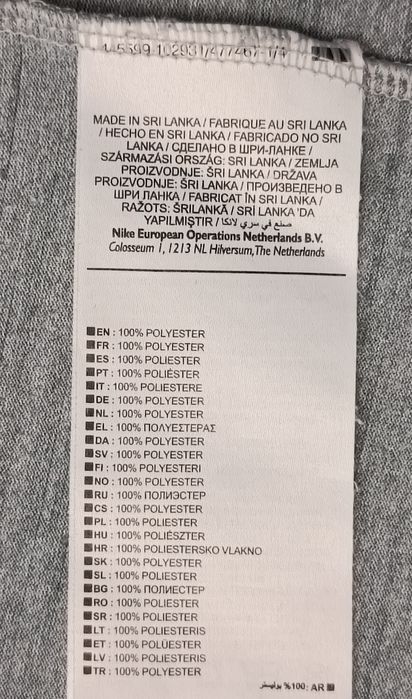 MADE IN SRI LANKA / FABRIQUE AU SRI LANKA
/ HECHO EN SRI LANKA / FABRICADO NO SRI
LANKA / СДЕЛАНО В ШРИ-ЛАНКЕ /
SZÁRMAZÁSI ORSZÁG: SRI LANKA / ZEMLJA
PROIZVODNJE: ŠRI LANKA / DRŽAVA
PROIZVODNJE: ŠRI LANKA / ПРОИЗВЕДЕНО В
ШРИ ЛАНКА / FABRICAT ÎN SRI LANKA /
RAŽOTS: ŠRILANKĀ / SRİ LANKA 'DA
YAPILMIŞTIR / صنع في سري لانكا
Nike European Operations Netherlands B.V.
Colosseum 1, 1213 NL Hilversum, The Netherlands
EN : 100% POLYESTER
FR : 100% POLYESTER
ES : 100% POLIESTER
PT : 100% POLIÉSTER
IT : 100% POLIESTERE
DE : 100% POLYESTER
NL : 100% POLYESTER
EL : 100% ΠΟΛΥΕΣΤΕΡΑΣ
DA : 100% POLYESTER
SV : 100% POLYESTER
FI : 100% POLYESTERI
NO : 100% POLYESTER
RU : 100% ПОЛИЭСТЕР
CS : 100% POLYESTER
PL : 100% POLIESTER
HU : 100% POLIÉSZTER
HR : 100% POLIESTERSKO VLAKNO
SK : 100% POLYESTER
SL : 100% POLIESTER
BG : 100% ПОЛИЕСТЕР
RO : 100% POLIESTER
SR : 100% POLIESTER
LT : 100% POLIESTERIS
ET : 100% POLÜESTER
LV : 100% POLIESTERIS
TR : 100% POLYESTER
AR : 100% بوليستر